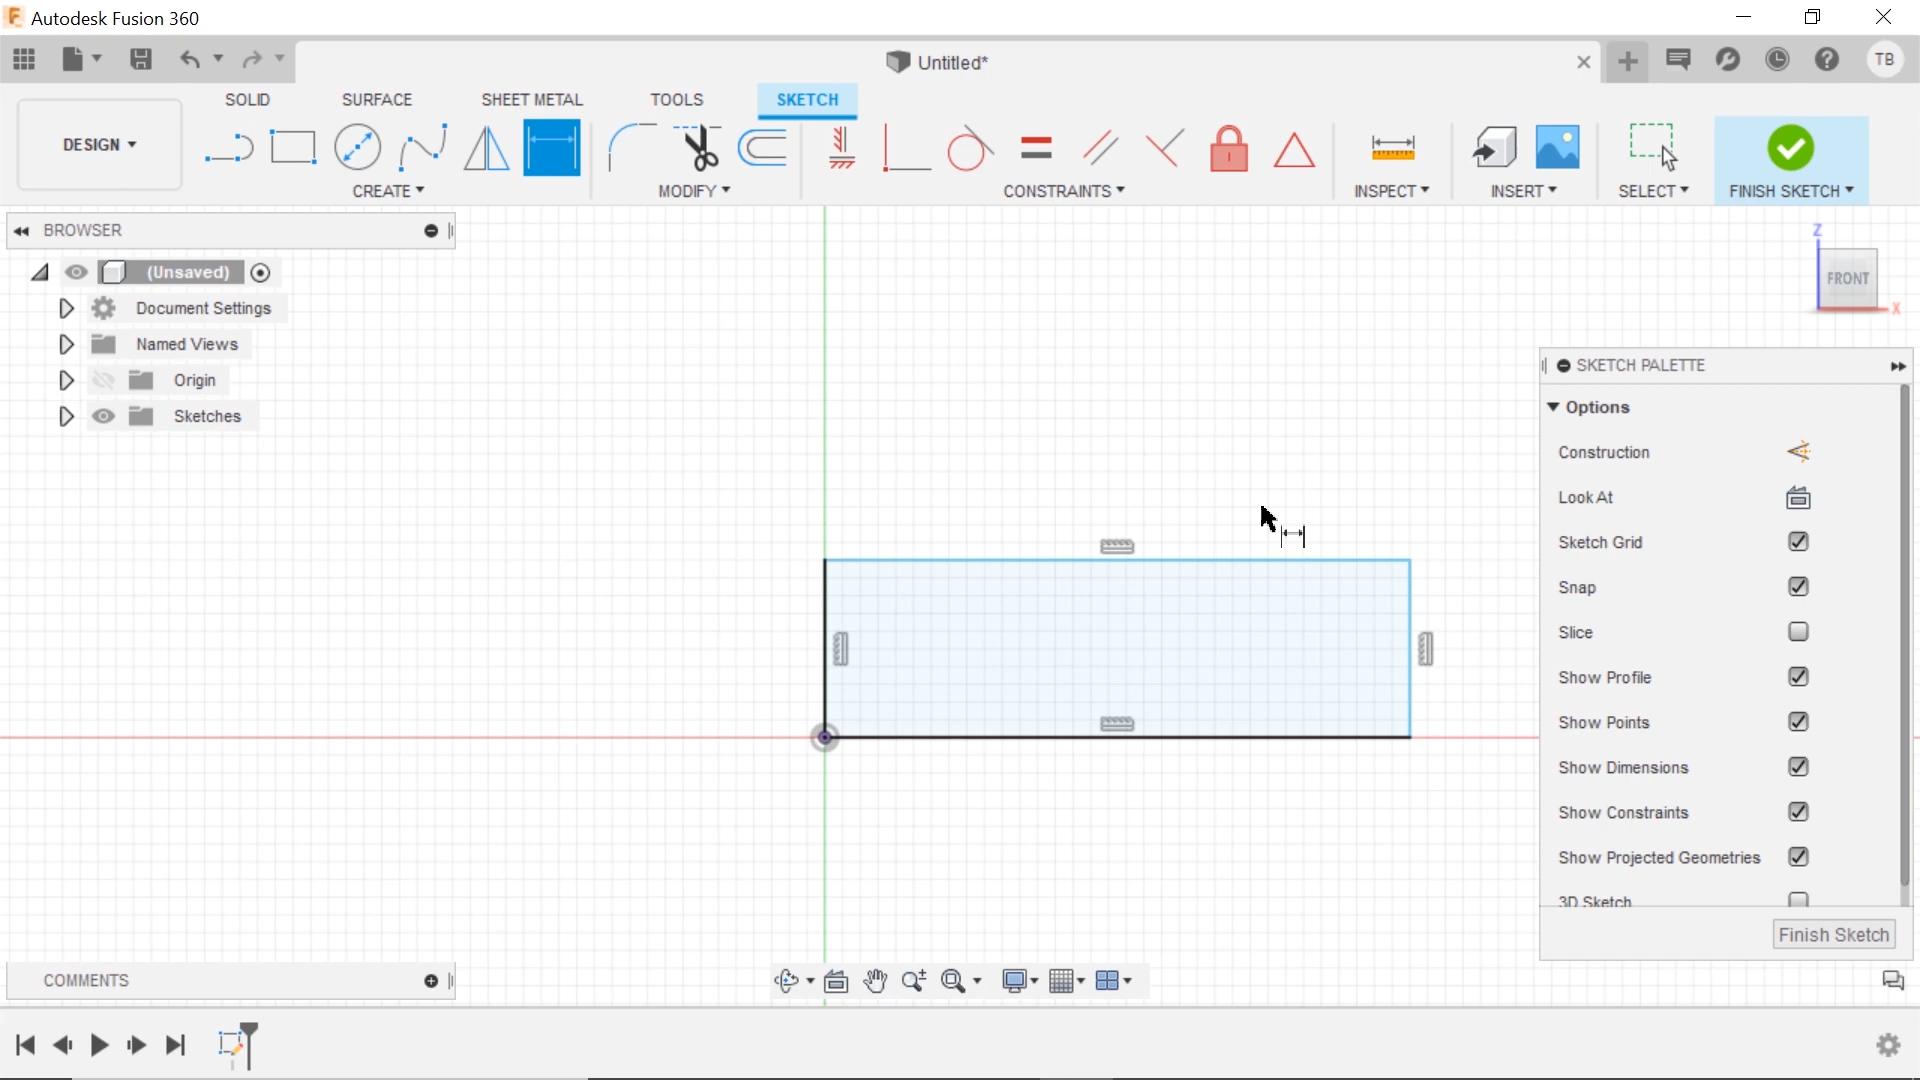 Autodesk Fusion 360
Untitled*
TB
DESIGN
SOLID
SURFACE
SHEET METAL
TOOLS
SKETCH
CREATE
MODIFY
CONSTRAINTS
INSPECT
INSERT
SELECT
FINISH SKETCH
BROWSER
(Unsaved)
Document Settings
Named Views
Origin
Sketches
Z
FRONT
X
SKETCH PALETTE
Options
Construction
Look At
Sketch Grid
Snap
Slice
Show Profile
Show Points
Show Dimensions
Show Constraints
Show Projected Geometries
3D Sketch
Finish Sketch
COMMENTS